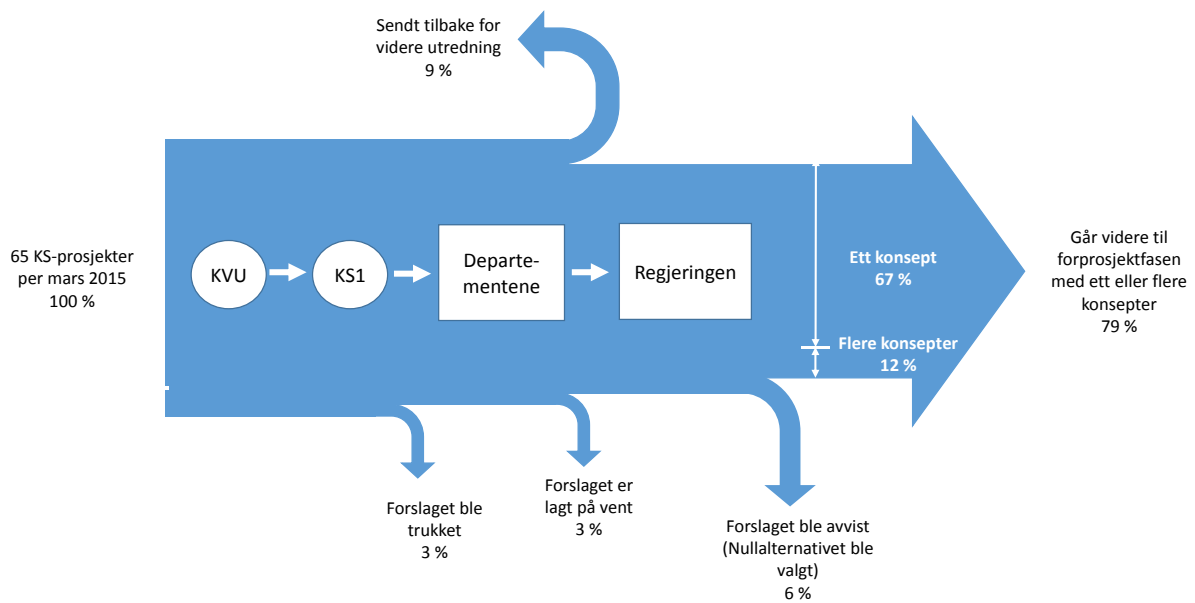 Sendt tilbake for
videre utredning
9 %
65 KS-prosjekter
per mars 2015
100 %
KVU
KS1
Departe-
mentene
Regjeringen
Ett konsept
67 %
Flere konsepter
12 %
Går videre til
forprosjektfasen
med ett eller flere
konsepter
79 %
Forslaget ble
trukket
3 %
Forslaget er
lagt på vent
3 %
Forslaget ble avvist
(Nullalternativet ble
valgt)
6 %